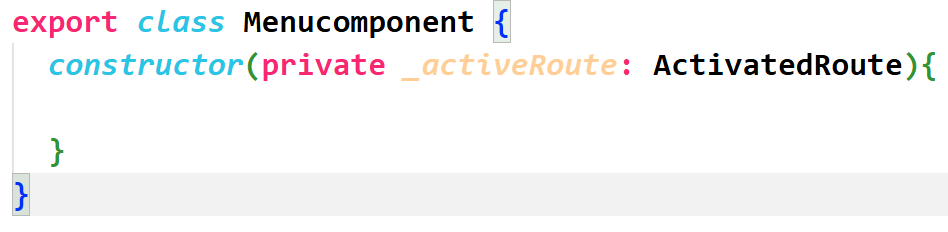 export class Menucomponent {
  constructor(private _activeRoute: ActivatedRoute){
  }
}